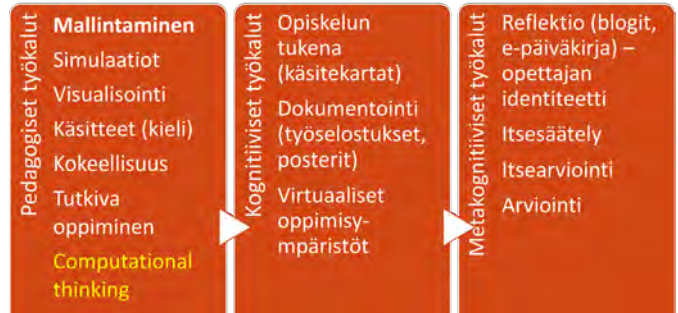 Pedagogiset työkalut
Mallintaminen
Simulaatiot
Visualisointi
Käsitteet (kieli)
Kokeellisuus
Tutkiva
oppiminen
Computational
thinking
Kognitiiviset työkalut
Opiskelun
tukena
(käsitekartat)
Dokumentointi
(työselostukset,
posterit)
Virtuaaliset
oppimisy-
mpäristöt
Metakognitiiviset työkalut
Reflektio (blogit,
e-päiväkirja) –
opettajan
identiteetti
Itsesäätely
Itsearviointi
Arviointi